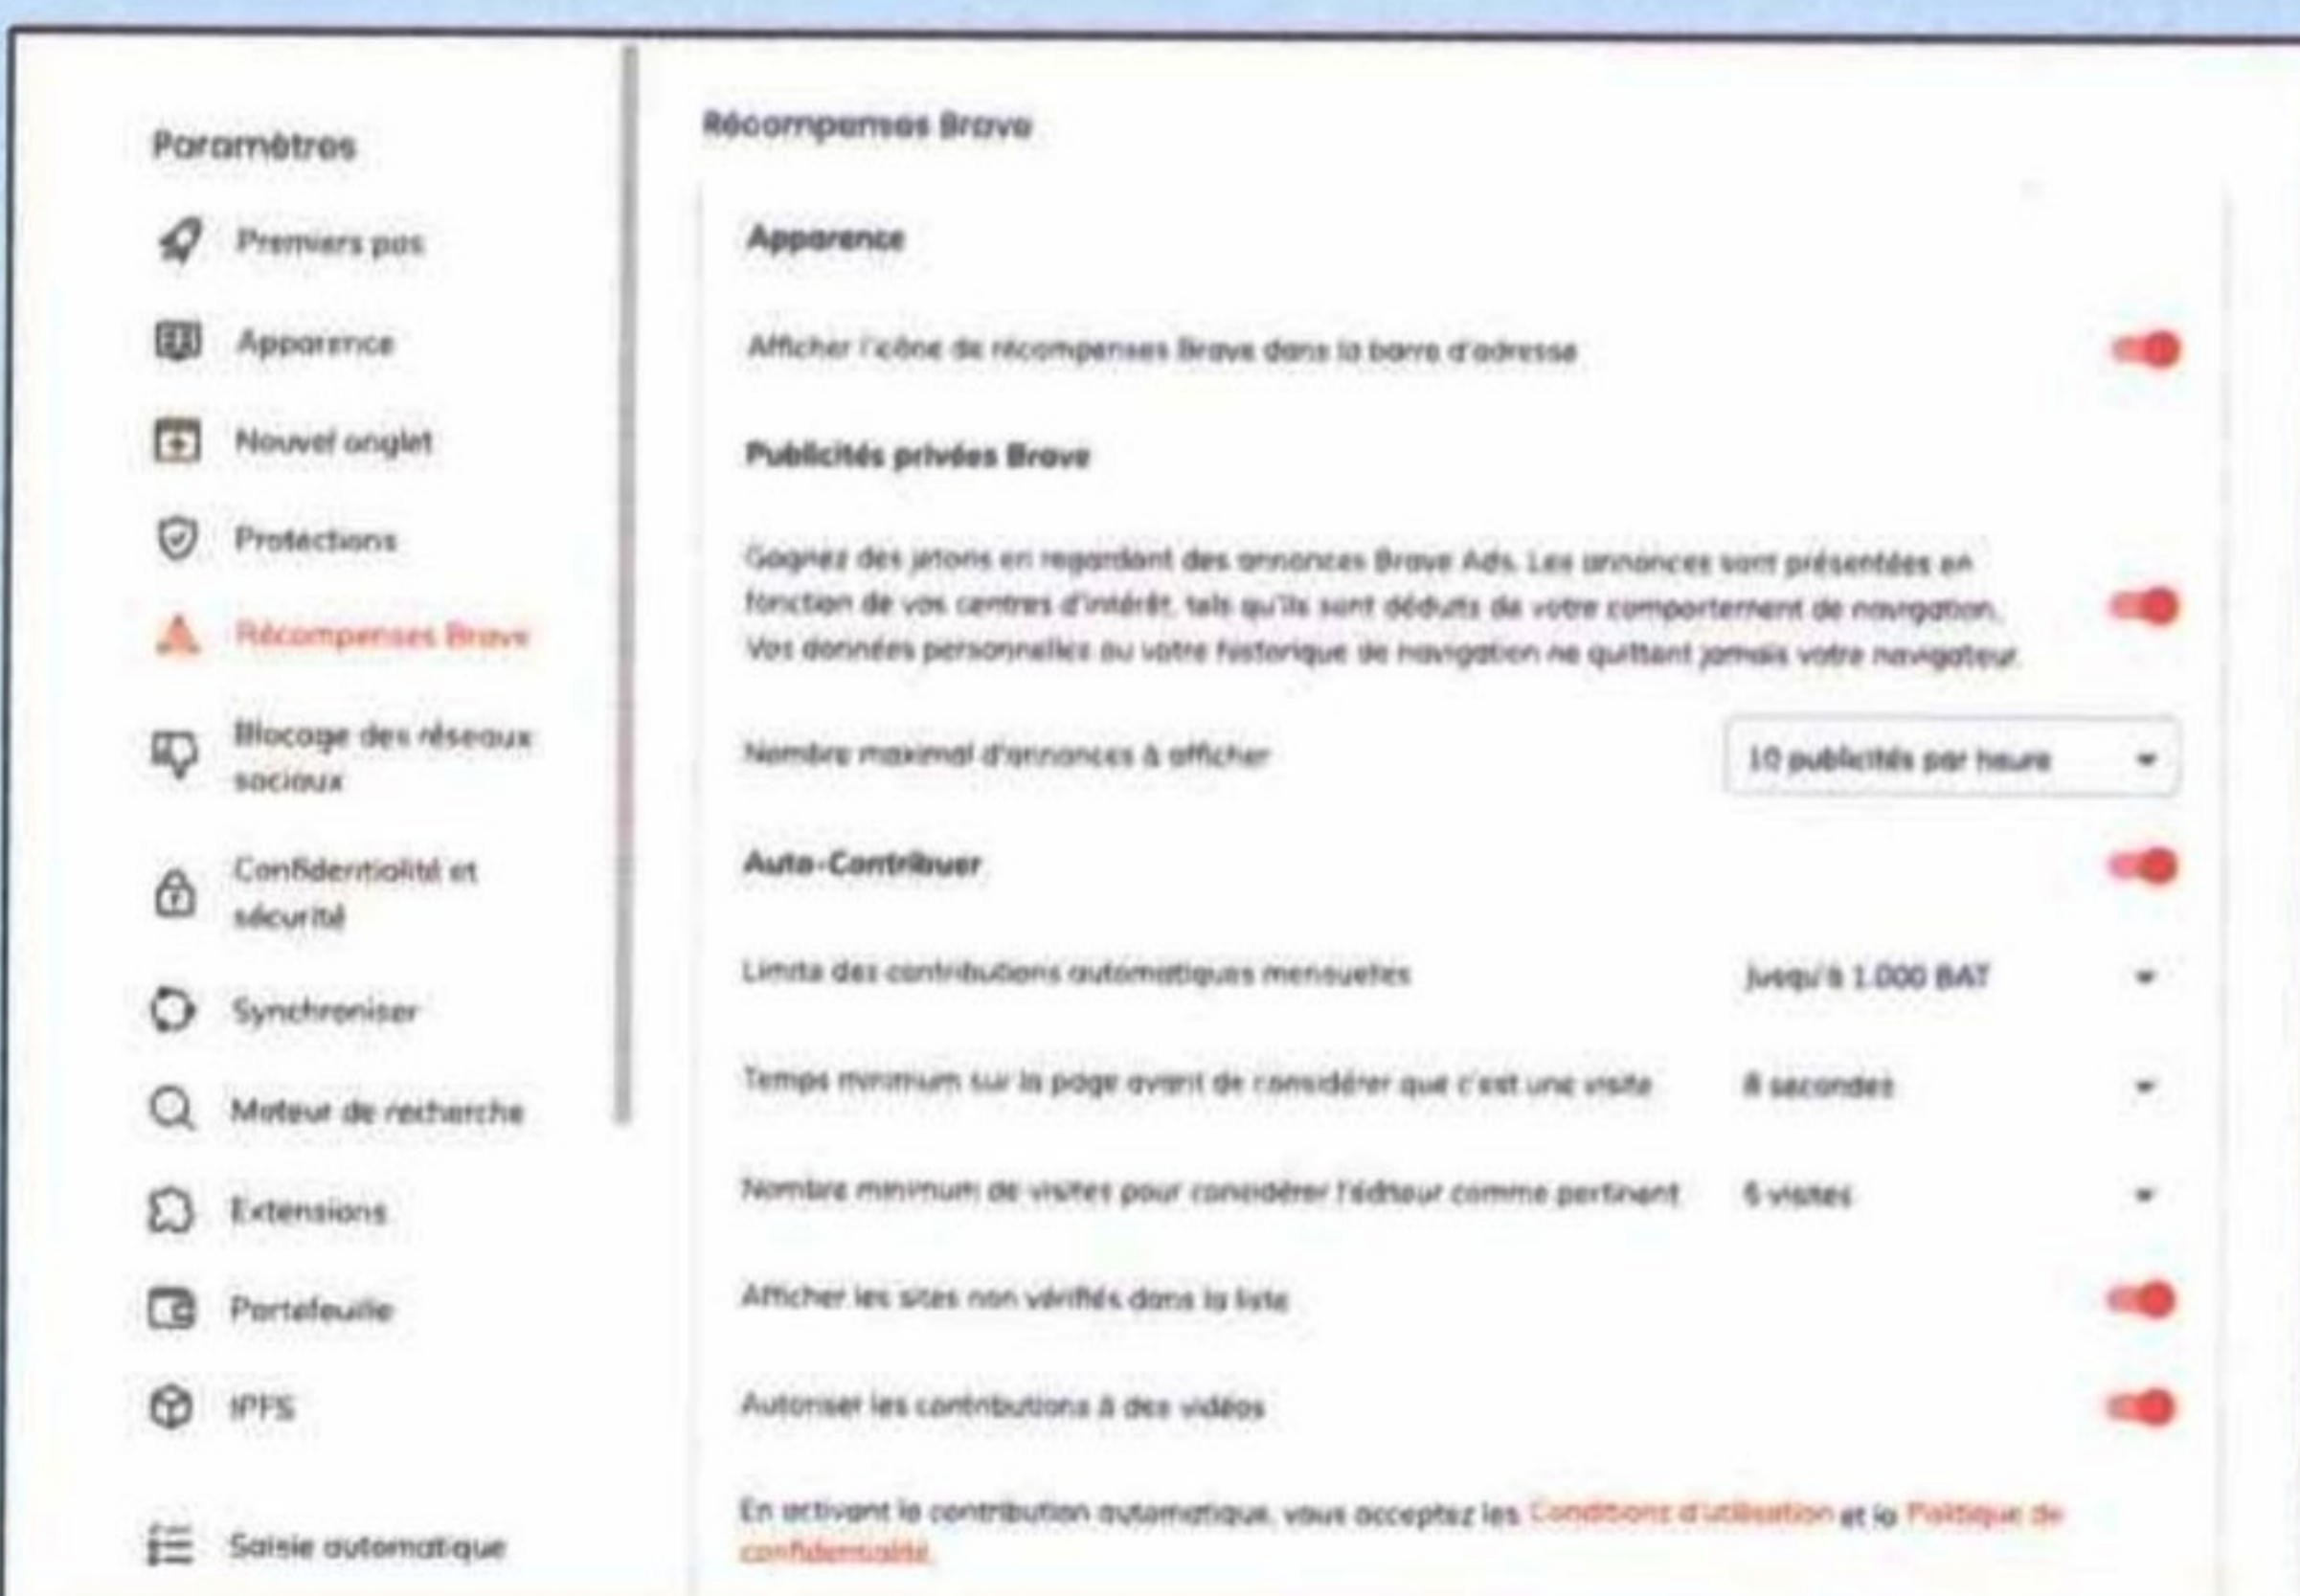 Paramètres
Premiers pas
Apparence
Nouvel onglet
Protections
Récompenses Brave
Blocage des réseaux
sociaux
Confidentialité et
sécurité
Synchroniser
Moteur de recherche
Extensions
Portefeuille
IPFS
Saisie automatique
Récompenses Brave
Apparence
Afficher l'icône de récompenses Brave dans la barre d'adresse
Publicités privées Brave
Gagnez des jetons en regardant des annonces Brave Ads. Les annonces sont présentées en
fonction de vos centres d'intérêt, tels qu'ils sont déduits de votre comportement de navigation.
Vos données personnelles ou votre historique de navigation ne quittent jamais votre navigateur.
Nombre maximal d'annonces à afficher
10 publicités par heure
Auto-Contribuer
Limite des contributions automatiques mensuelles
Jusqu'à 1.000 BAT
Temps minimum sur la page avant de considérer que c'est une visite
8 secondes
Nombre minimum de visites pour considérer l'éditeur comme pertinent
visites
Afficher les sites non vérifiés dans la liste
Autoriser les contributions à des vidéos
En activant la contribution automatique, vous acceptez les Conditions d'utilisation et la Politique de
confidentialité.